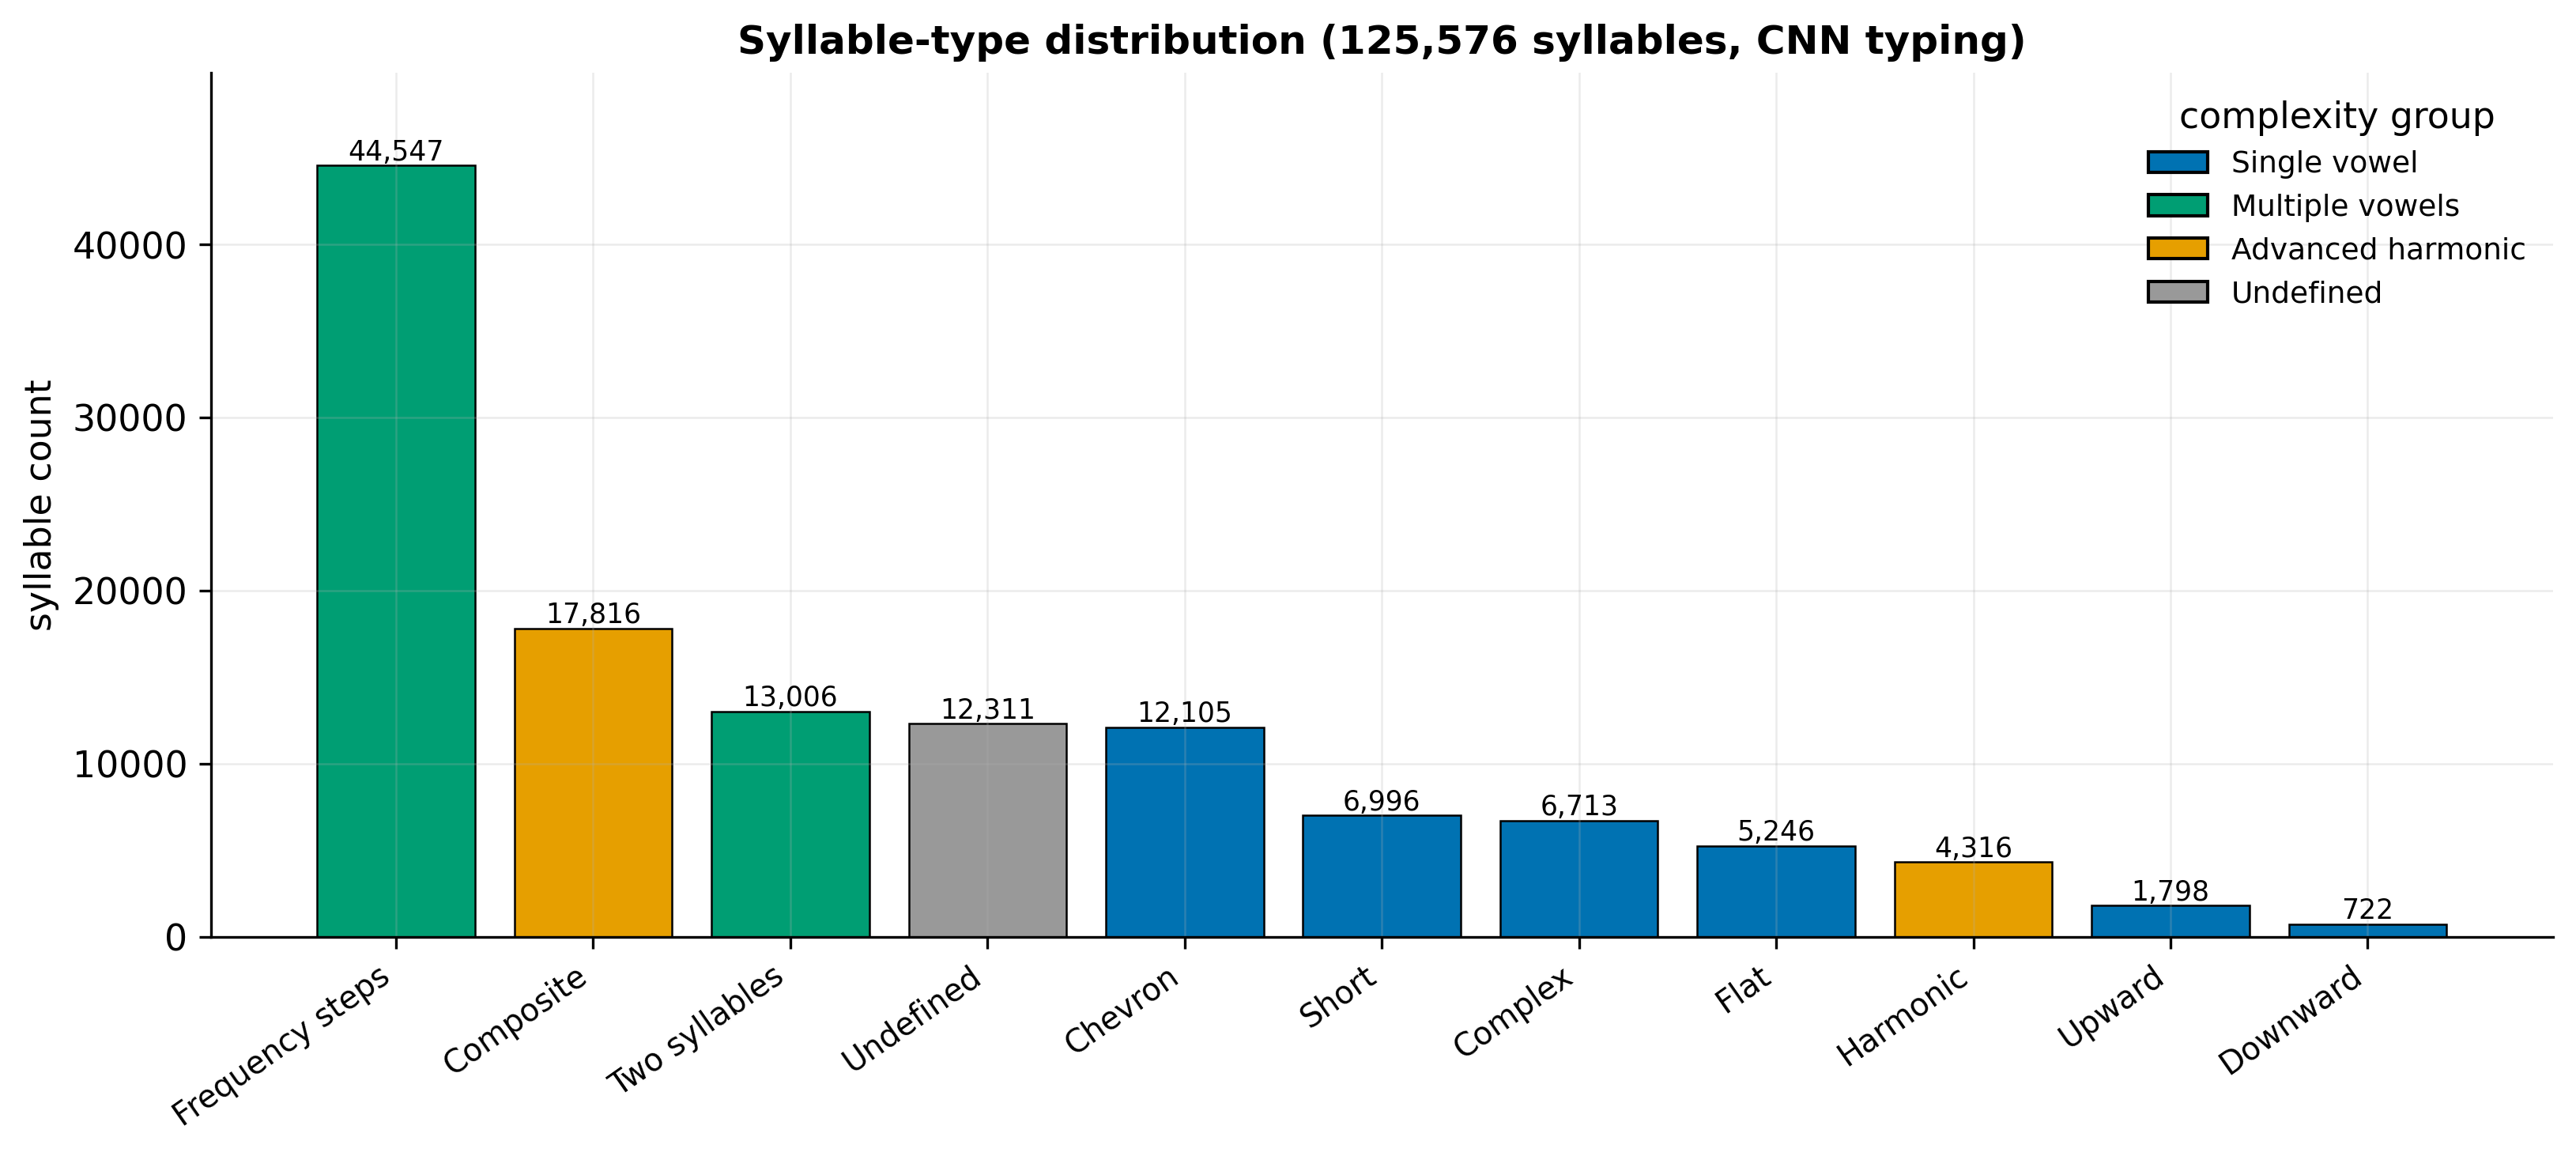 Syllable-type distribution (125,576 syllables, CNN typing)
complexity group
Single vowel
Multiple vowels
Advanced harmonic
Undefined
syllable count
40000
30000
20000
10000
0
44,547
17,816
13,006
12,311
12,105
6,996
6,713
5,246
4,316
1,798
722
Frequency steps
Composite
Two syllables
Undefined
Chevron
Short
Complex
Flat
Harmonic
Upward
Downward